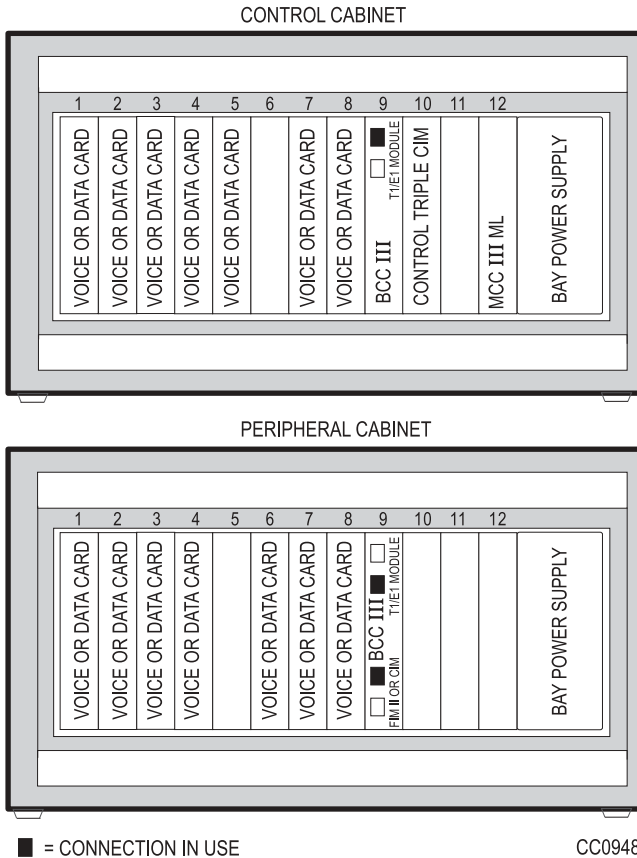 CONTROL CABINET
1 2 3 4 5 6 7 8 9 10 11 12
VOICE OR DATA CARD
VOICE OR DATA CARD
VOICE OR DATA CARD
VOICE OR DATA CARD
VOICE OR DATA CARD
VOICE OR DATA CARD
VOICE OR DATA CARD
BCC III
T1/E1 MODULE
CONTROL TRIPLE CIM
MCC III ML
BAY POWER SUPPLY
PERIPHERAL CABINET
1 2 3 4 5 6 7 8 9 10 11 12
VOICE OR DATA CARD
VOICE OR DATA CARD
VOICE OR DATA CARD
VOICE OR DATA CARD
VOICE OR DATA CARD
VOICE OR DATA CARD
VOICE OR DATA CARD
BCC III
FIM II OR CIM
T1/E1 MODULE
BAY POWER SUPPLY
= CONNECTION IN USE
CC0948